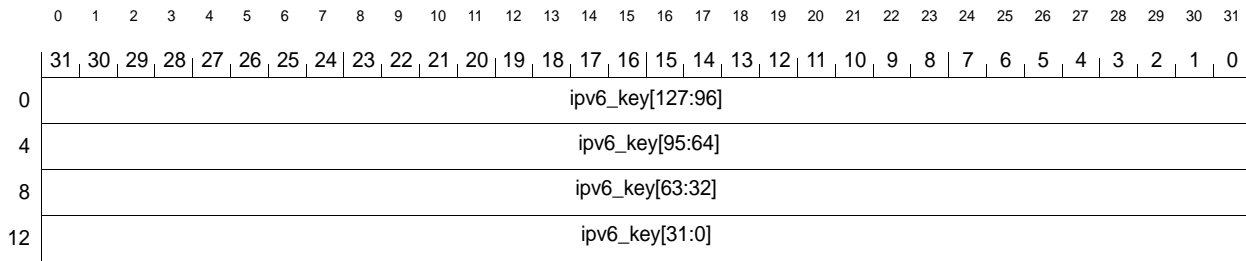 0 1 2 3 4 5 6 7 8 9 10 11 12 13 14 15 16 17 18 19 20 21 22 23 24 25 26 27 28 29 30 31
31 30 29 28 27 26 25 24 23 22 21 20 19 18 17 16 15 14 13 12 11 10 9 8 7 6 5 4 3 2 1 0
0 ipv6_key[127:96]
4 ipv6_key[95:64]
8 ipv6_key[63:32]
12 ipv6_key[31:0]